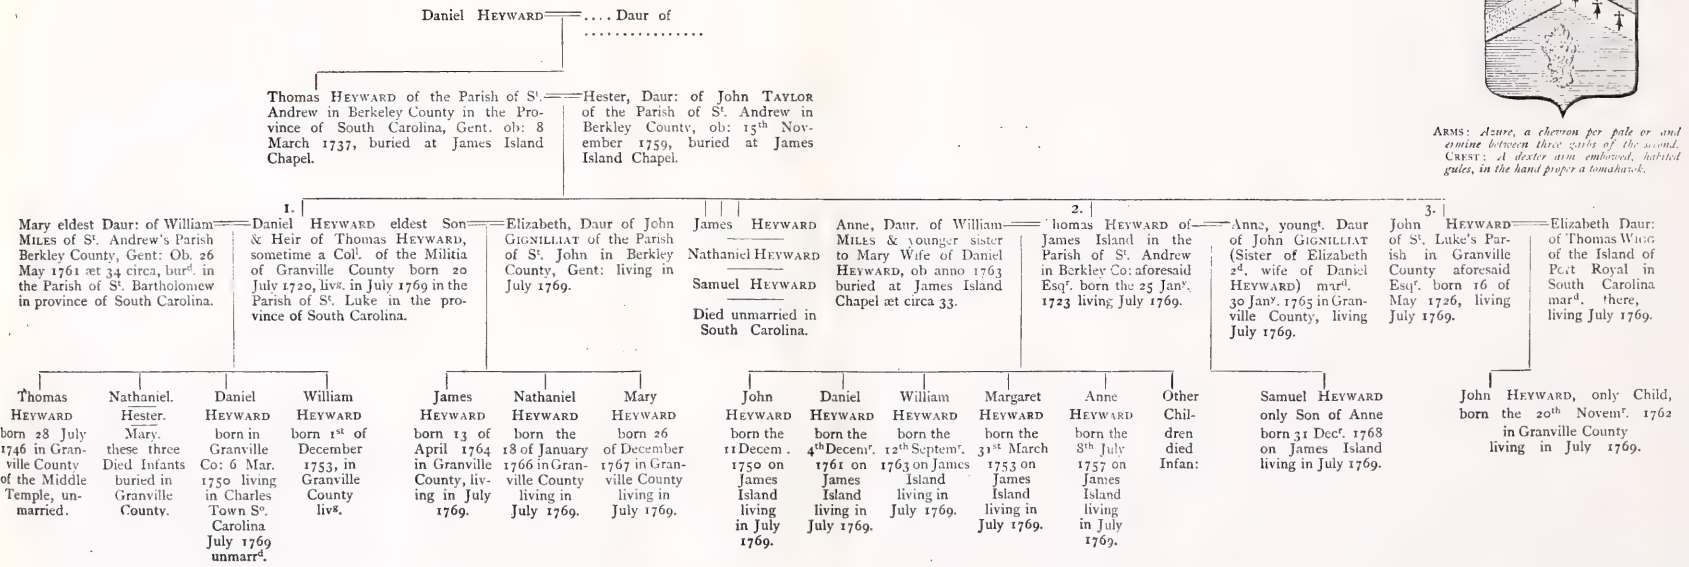 Daniel HEYWARD .... Daur of
................
Thomas HEYWARD of the Parish of Sᵗ.
Andrew in Berkeley County in the Pro-
vince of South Carolina, Gent. ob: 8
March 1737, buried at James Island
Chapel.
Hester, Daur: of John TAYLOR
of the Parish of Sᵗ. Andrew in
Berkley County, ob: 15ᵗʰ Nov-
ember 1759, buried at James
Island Chapel.
ARMS: Azure, a chevron per pale or and
ermine between three garbs of the second.
CREST: A dexter arm embowed, habited
gules, in the hand proper a tomahawk.
Mary eldest Daur: of William
MILES of Sᵗ. Andrew's Parish
Berkley County, Gent: Ob. 26
May 1761 æt 34 circa, burᵈ. in
the Parish of Sᵗ. Bartholomew
in province of South Carolina.
1.
Daniel HEYWARD eldest Son
& Heir of Thomas HEYWARD,
sometime a Colˡ. of the Militia
of Granville County born 20
July 1720, livᵍ. in July 1769 in the
Parish of Sᵗ. Luke in the pro-
vince of South Carolina.
Elizabeth, Daur of John
GIGNILLIAT of the Parish
of Sᵗ. John in Berkley
County, Gent: living in
July 1769.
James HEYWARD
Nathaniel HEYWARD
Samuel HEYWARD
Died unmarried in
South Carolina.
Anne, Daur. of William
MILES & younger sister
to Mary Wife of Daniel
HEYWARD, ob anno 1763
buried at James Island
Chapel æt circa 33.
2.
homas HEYWARD of
James Island in the
Parish of Sᵗ. Andrew
in Berkley Co: aforesaid
Esqʳ. born the 25 Janʸ.
1723 living July 1769.
Anne, youngᵗ. Daur
of John GIGNILLIAT
(Sister of Elizabeth
2ᵈ. wife of Daniel
HEYWARD) marᵈ.
30 Janʸ. 1765 in Gran-
ville County, living
July 1769.
3.
John HEYWARD
of Sᵗ. Luke's Par-
ish in Granville
County aforesaid
Esqʳ. born 16 of
May 1726, living
July 1769.
Elizabeth Daur:
of Thomas WIGG
of the Island of
Port Royal in
South Carolina
marᵈ. there,
living July 1769.
Thomas
HEYWARD
born 28 July
1746 in Gran-
ville County
of the Middle
Temple, un-
married.
Nathaniel.
Hester.
Mary.
these three
Died Infants
buried in
Granville
County.
Daniel
HEYWARD
born in
Granville
Co: 6 Mar.
1750 living
in Charles
Town Sᵒ.
Carolina
July 1769
unmarrᵈ.
William
HEYWARD
born 1ˢᵗ of
December
1753, in
Granville
County
livᵍ.
James
HEYWARD
born 13 of
April 1764
in Granville
County, liv-
ing in July
1769.
Nathaniel
HEYWARD
born the
18 of January
1766 in Gran-
ville County
living in
July 1769.
Mary
HEYWARD
born 26
of December
1767 in Gran-
ville County
living in
July 1769.
John
HEYWARD
born the
11 Decem .
1750 on
James
Island
living
in July
1769.
Daniel
HEYWARD
born the
4ᵗʰ Decemʳ.
1761 on
James
Island
living in
July 1769.
William
HEYWARD
born the
12ᵗʰ Septemʳ.
1763 on James
Island
living in
July 1769.
Margaret
HEYWARD
born the
31ˢᵗ March
1753 on
James
Island
living in
July 1769.
Anne
HEYWARD
born the
8ᵗʰ July
1757 on
James
Island
living
in July
1769.
Other
Chil-
dren
died
Infan:
Samuel HEYWARD
only Son of Anne
born 31 Decʳ. 1768
on James Island
living in July 1769.
John HEYWARD, only Child,
born the 20ᵗʰ Novemʳ. 1762
in Granville County
living in July 1769.